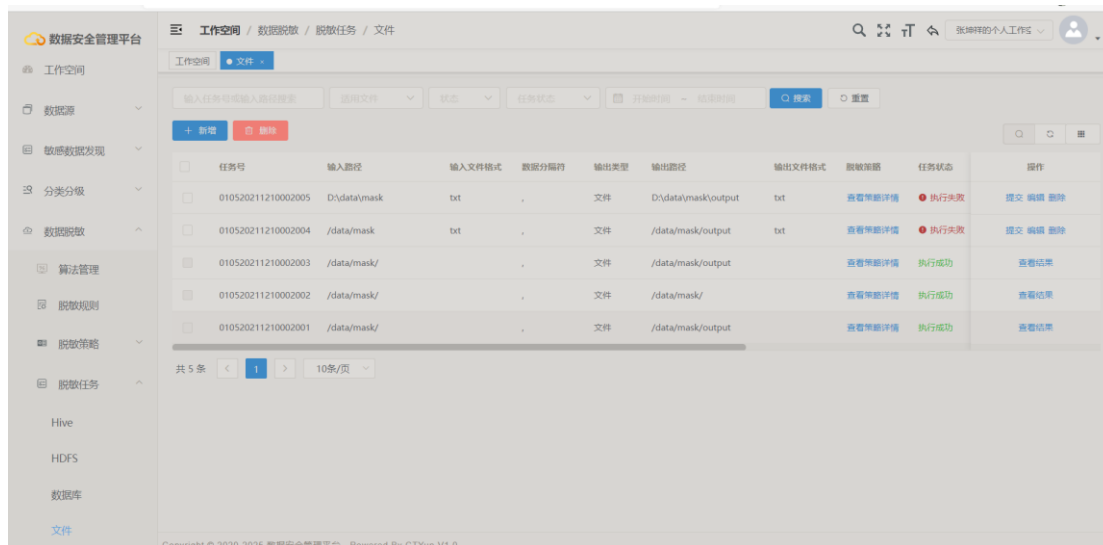 数据安全管理平台
工作空间 / 数据脱敏 / 脱敏任务 / 文件
张坤祥的个人工作空
工作空间 文件 ×
工作空间
数据源
敏感数据发现
分类分级
数据脱敏
算法管理
脱敏规则
脱敏策略
脱敏任务
Hive
HDFS
数据库
文件
输入任务号或输入路径搜索 适用文件 状态 任务状态 开始时间 ~ 结束时间 搜索 重置
+ 新增 删除
任务号 输入路径 输入文件格式 数据分隔符 输出类型 输出路径 输出文件格式 脱敏策略 任务状态 操作
010520211210002005 D:\data\mask txt , 文件 D:\data\mask\output txt 查看策略详情 执行失败 提交 编辑 删除
010520211210002004 /data/mask txt , 文件 /data/mask/output txt 查看策略详情 执行失败 提交 编辑 删除
010520211210002003 /data/mask/ , 文件 /data/mask/output 查看策略详情 执行成功 查看结果
010520211210002002 /data/mask/ , 文件 /data/mask/ 查看策略详情 执行成功 查看结果
010520211210002001 /data/mask/ , 文件 /data/mask/output 查看策略详情 执行成功 查看结果
共 5 条 < 1 > 10条/页